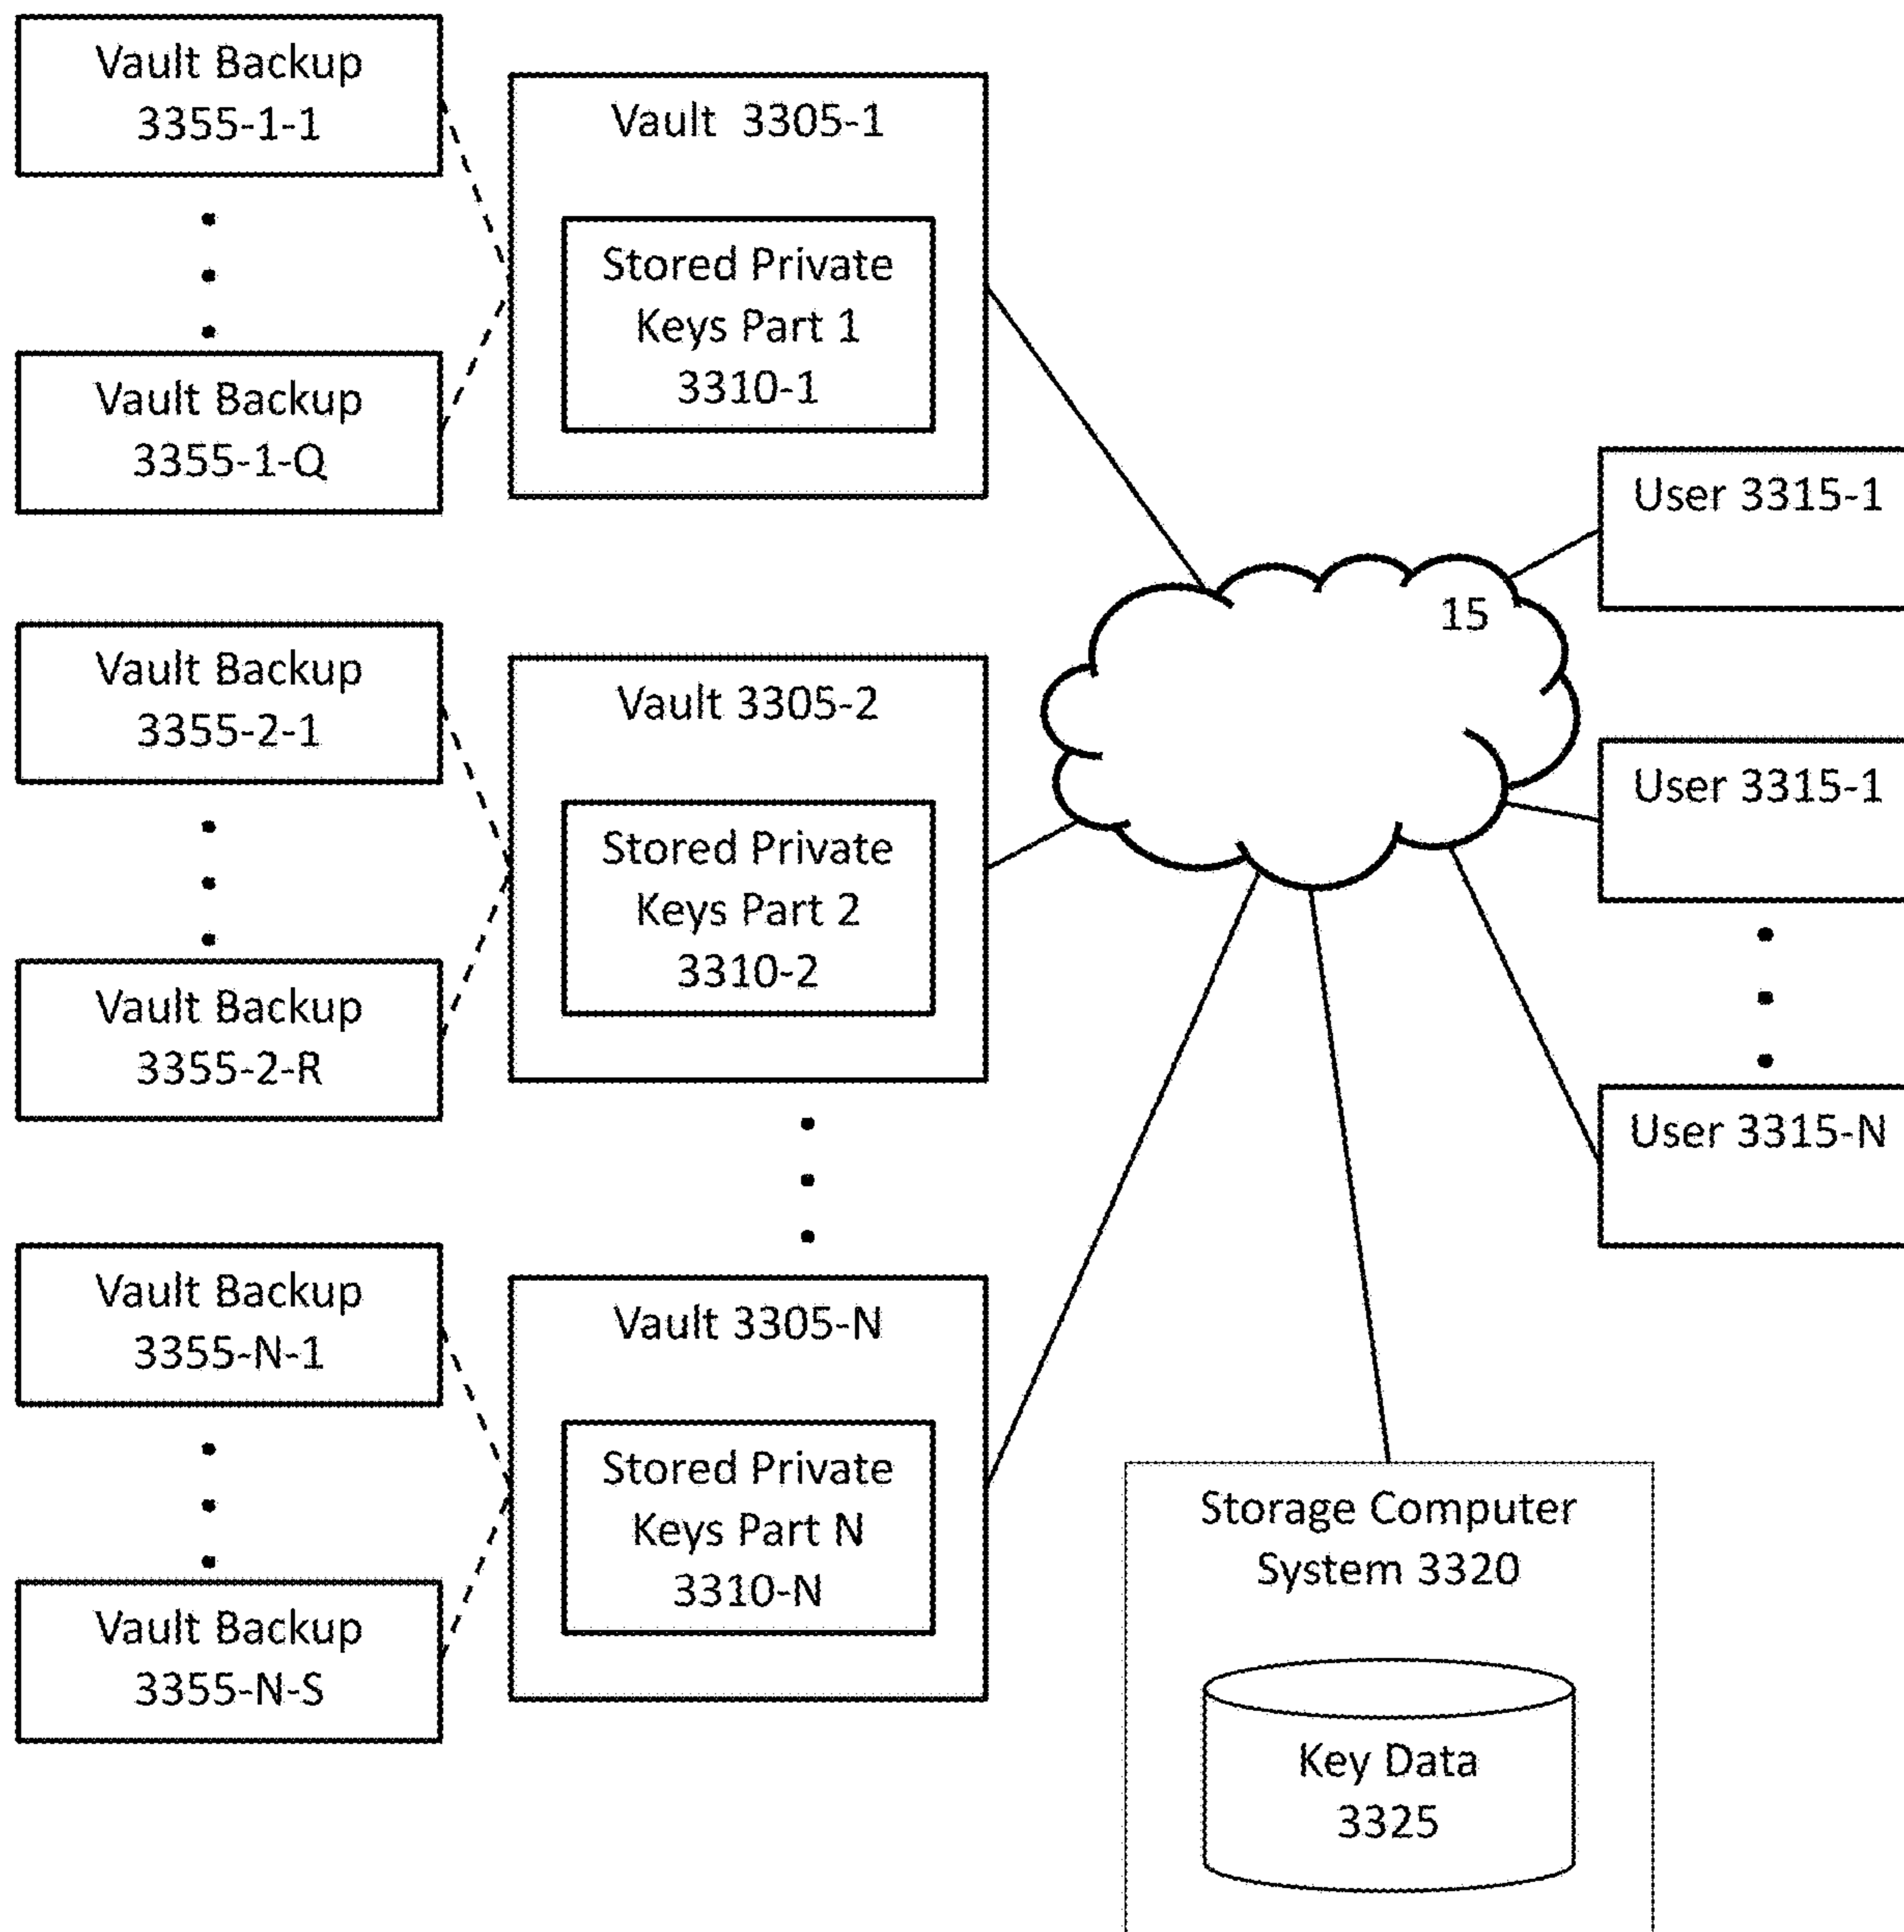 Vault Backup
3355-1-1
Vault Backup
3355-1-Q
Vault 3305-1
Stored Private
Keys Part 1
3310-1
Vault Backup
3355-2-1
Vault Backup
3355-2-R
Vault 3305-2
Stored Private
Keys Part 2
3310-2
Vault Backup
3355-N-1
Vault Backup
3355-N-S
Vault 3305-N
Stored Private
Keys Part N
3310-N
15
User 3315-1
User 3315-1
User 3315-N
Storage Computer
System 3320
Key Data
3325